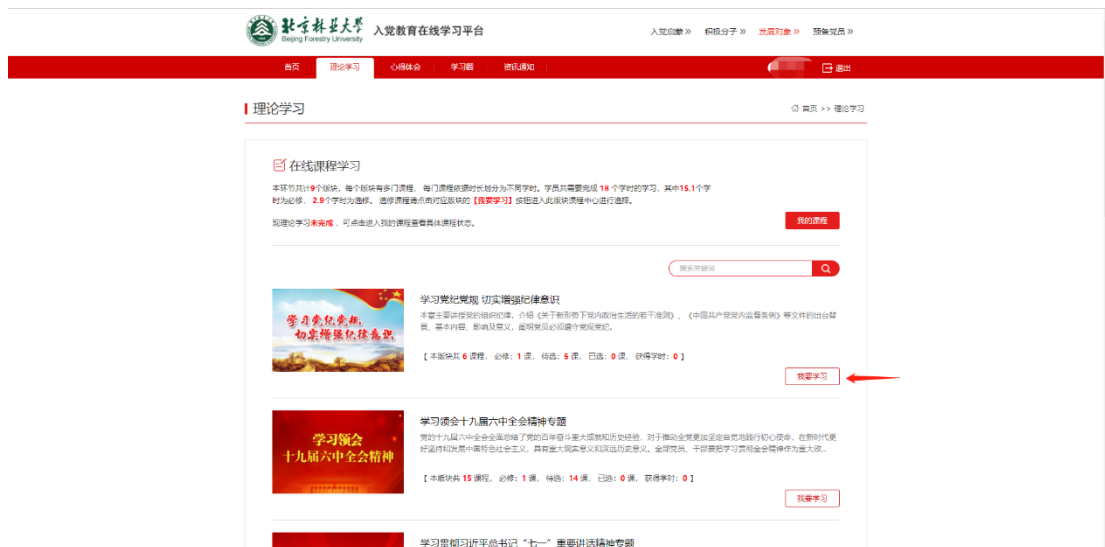 北京林业大学
Beijing Forestry University
入党教育在线学习平台
入党启蒙 » 积极分子 » 发展对象 » 预备党员 »
首页 理论学习 心得体会 学习圈 资讯通知 退出
理论学习
首页 >> 理论学习
在线课程学习
本环节共计9个版块，每个版块有多门课程， 每门课程依据时长划分为不同学时。学员共需要完成 18 个学时的学习，其中15.1个学
时为必修， 2.9个学时为选修。 选修课程请点击对应版块的【我要学习】按钮进入此版块课程中心进行选择。
现理论学习未完成 ，可点击进入我的课程查看具体课程状态。
我的课程
搜索关键词
学习党纪党规,
切实增强纪律意识
学习党纪党规 切实增强纪律意识
本章主要讲授党的组织纪律，介绍《关于新形势下党内政治生活的若干准则》、《中国共产党党内监督条例》等文件的出台背
景、基本内容、影响及意义，阐明党员必须遵守党规党纪。
【 本版块共 6 课程， 必修：1 课， 待选：5 课， 已选：0 课， 获得学时：0 】
我要学习
学习领会
十九届六中全会精神
学习领会十九届六中全会精神专题
党的十九届六中全会全面总结了党的百年奋斗重大成就和历史经验，对于推动全党更加坚定自觉地践行初心使命，在新时代更
好坚持和发展中国特色社会主义，具有重大现实意义和深远历史意义。全部党员、干部要把学习贯彻全会精神作为重大政...
【 本版块共 15 课程， 必修：1 课， 待选：14 课， 已选：0 课， 获得学时：0 】
我要学习
学习贯彻习近平总书记“七一”重要讲话精神专题